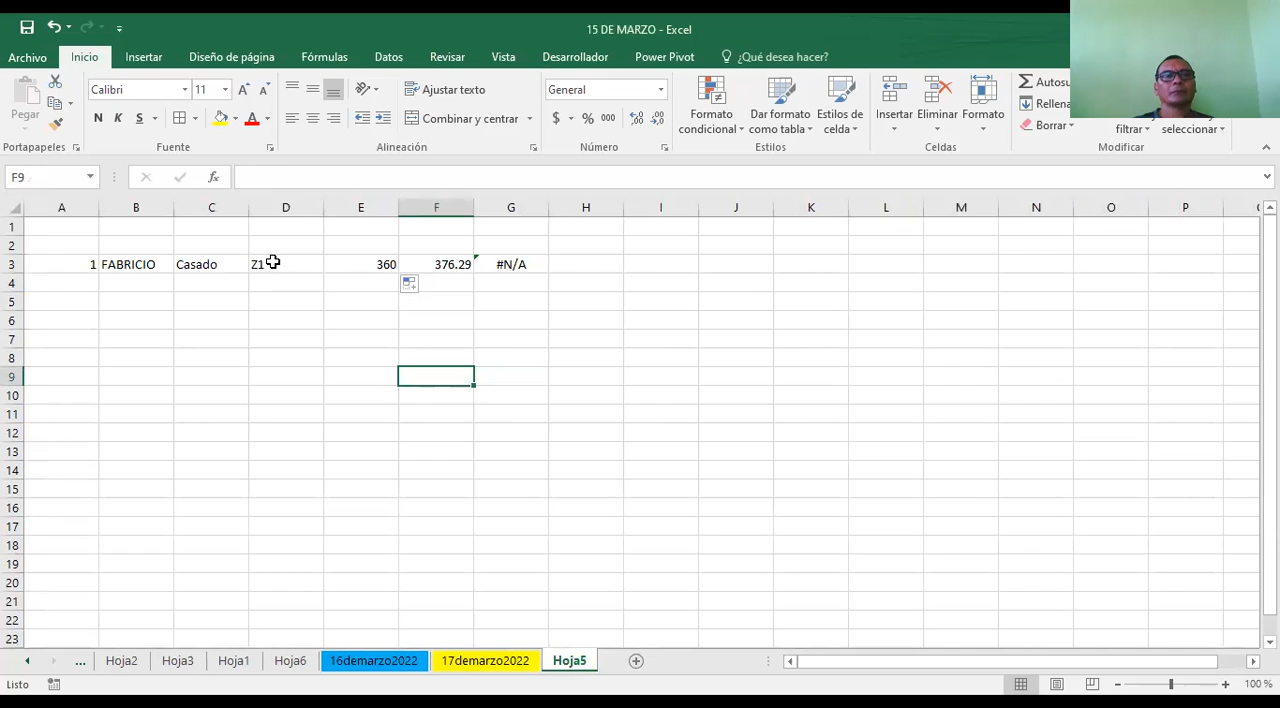 15 DE MARZO - Excel
Archivo Inicio Insertar Diseño de página Fórmulas Datos Revisar Vista Desarrollador Power Pivot ¿Qué desea hacer?
Pegar
Calibri 11
N K S
Ajustar texto
Combinar y centrar
General
$ % 000
Formato condicional
Dar formato como tabla
Estilos de celda
Insertar Eliminar Formato
Autosu
Rellena
Borrar
filtrar seleccionar
Portapapeles Fuente Alineación Número Estilos Celdas Modificar
F9 fx
A B C D E F G H I J K L M N O P
1
2
3 1 FABRICIO Casado Z1 360 376.29 #N/A
4
5
6
7
8
9
10
11
12
13
14
15
16
17
18
19
20
21
22
23
... Hoja2 Hoja3 Hoja1 Hoja6 16demarzo2022 17demarzo2022 Hoja5
Listo 100 %